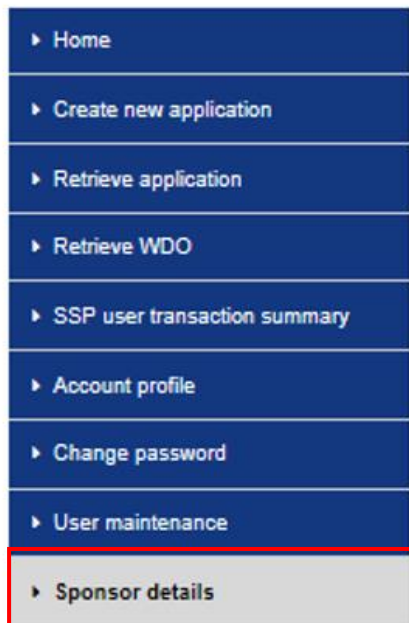 Home
Create new application
Retrieve application
Retrieve WDO
SSP user transaction summary
Account profile
Change password
User maintenance
Sponsor details